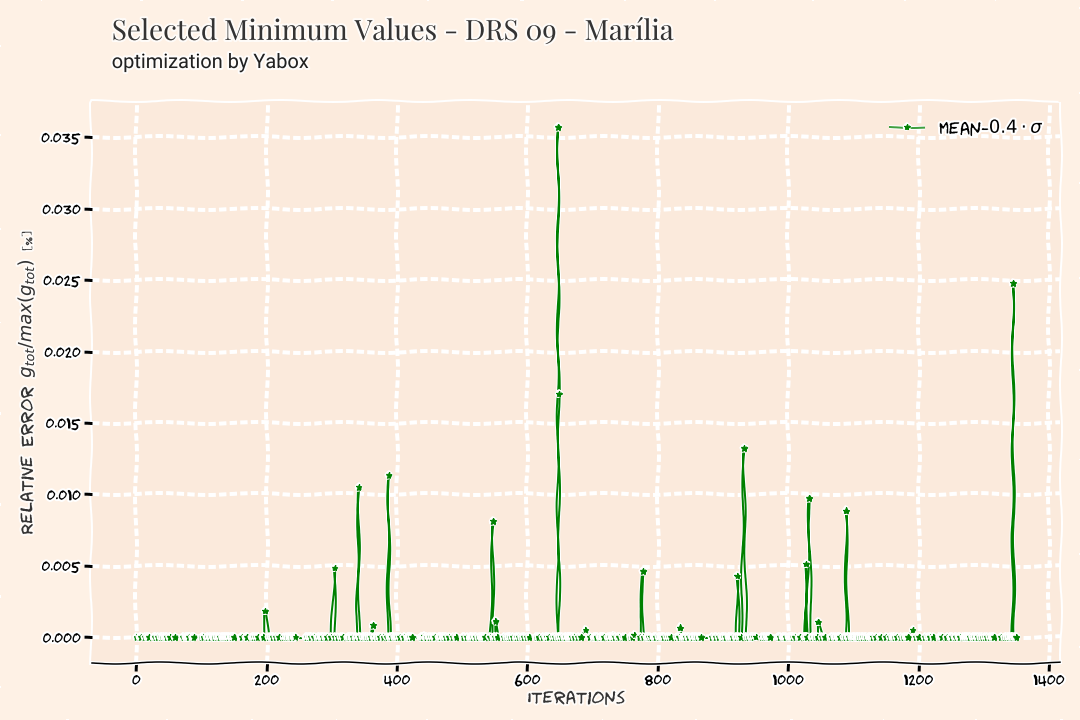 Selected Minimum Values - DRS 09 - Marília
optimization by Yabox
MEAN-0.4 · σ
RELATIVE ERROR g_tot/max(g_tot) [%]
0.035
0.030
0.025
0.020
0.015
0.010
0.005
0.000
0 200 400 600 800 1000 1200 1400
ITERATIONS